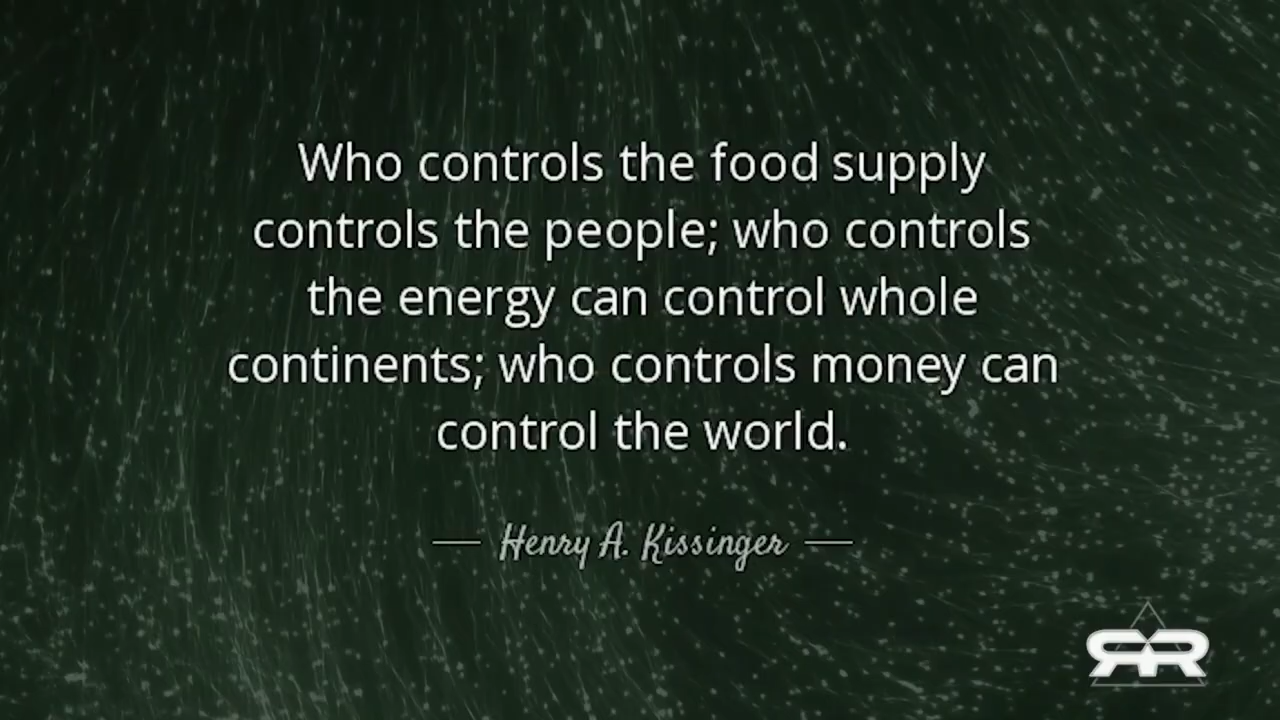 Who controls the food supply
controls the people; who controls
the energy can control whole
continents; who controls money can
control the world.
Henry A. Kissinger
RR